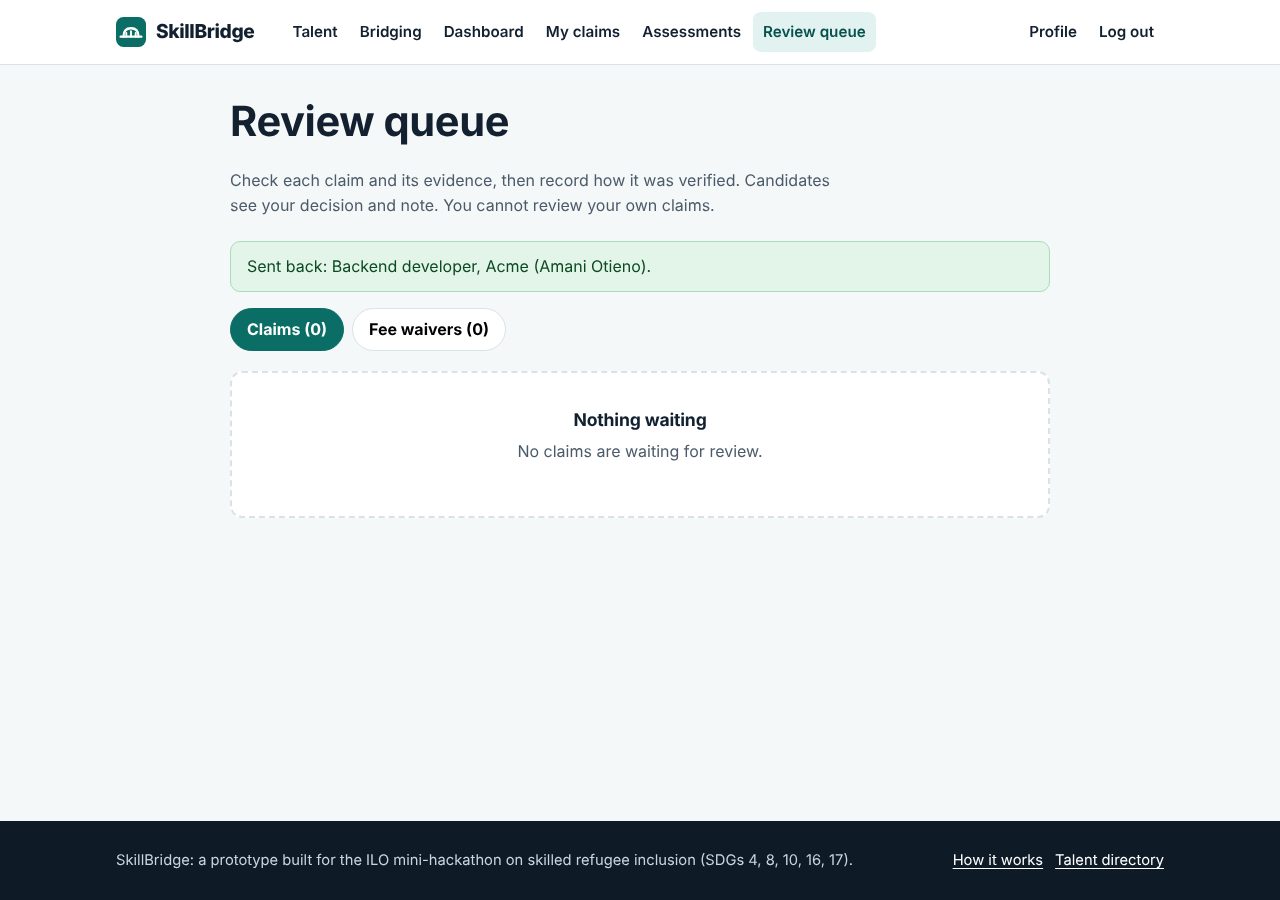 SkillBridge Talent Bridging Dashboard My claims Assessments Review queue Profile Log out
Review queue
Check each claim and its evidence, then record how it was verified. Candidates
see your decision and note. You cannot review your own claims.
Sent back: Backend developer, Acme (Amani Otieno).
Claims (0) Fee waivers (0)
Nothing waiting
No claims are waiting for review.
SkillBridge: a prototype built for the ILO mini-hackathon on skilled refugee inclusion (SDGs 4, 8, 10, 16, 17). How it works Talent directory